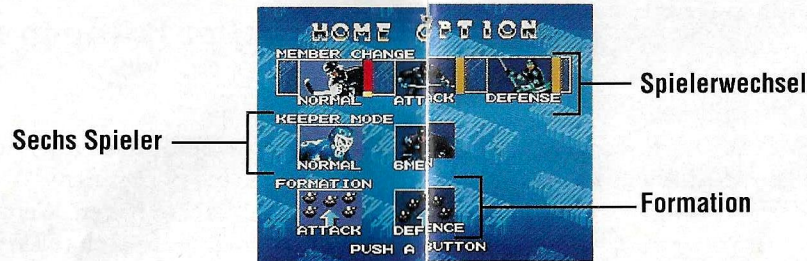 HOME OPTION
MEMBER CHANGE
NORMAL ATTACK DEFENSE
Spielerwechsel
KEEPER MODE
Sechs Spieler
NORMAL 6MEN
FORMATION
Formation
ATTACK DEFENCE
PUSH A BUTTON